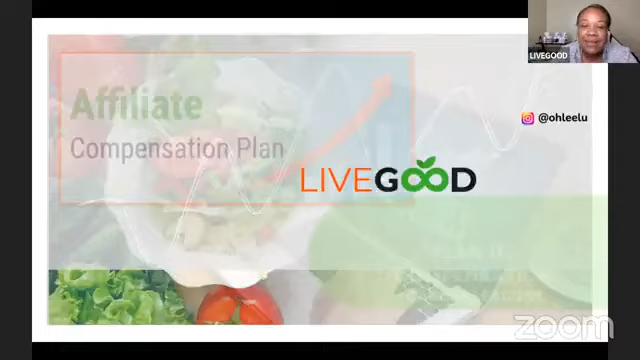 LIVEGOOD
@ohleelu
Affiliate
Compensation Plan
LIVEGOOD
zoom